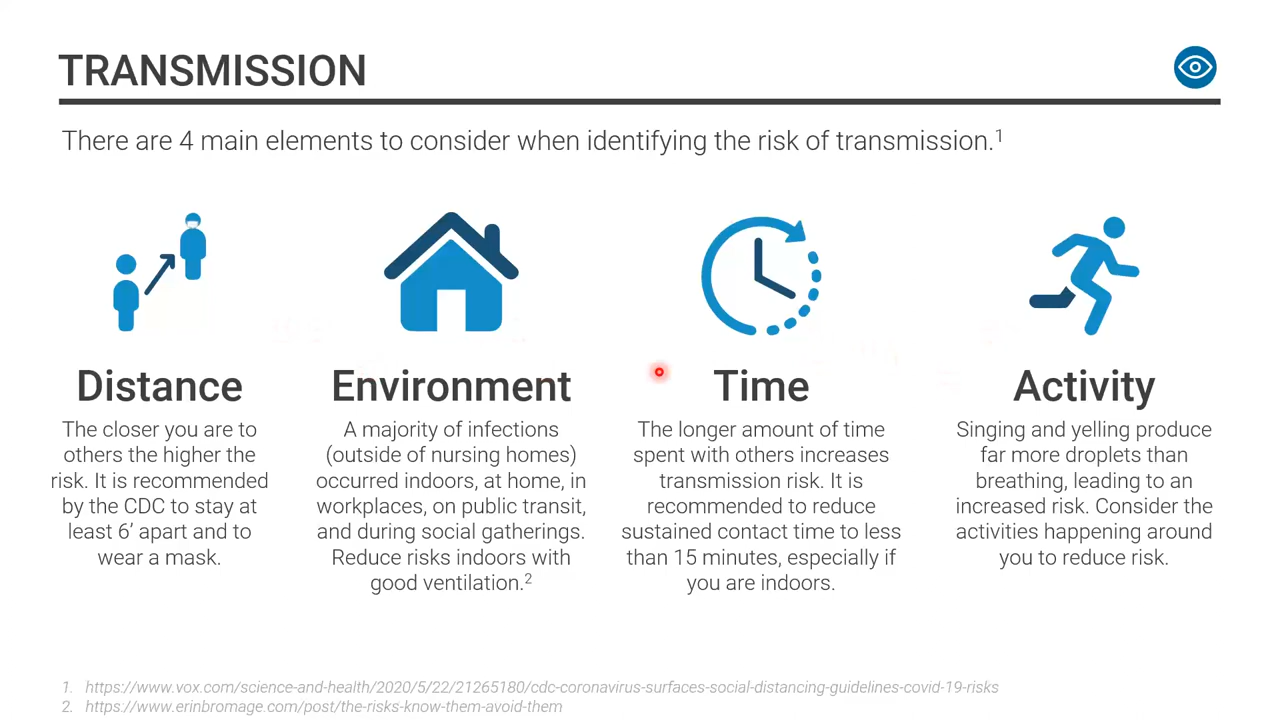 TRANSMISSION
There are 4 main elements to consider when identifying the risk of transmission.¹
Distance
The closer you are to
others the higher the
risk. It is recommended
by the CDC to stay at
least 6’ apart and to
wear a mask.
Environment
A majority of infections
(outside of nursing homes)
occurred indoors, at home, in
workplaces, on public transit,
and during social gatherings.
Reduce risks indoors with
good ventilation.²
Time
The longer amount of time
spent with others increases
transmission risk. It is
recommended to reduce
sustained contact time to less
than 15 minutes, especially if
you are indoors.
Activity
Singing and yelling produce
far more droplets than
breathing, leading to an
increased risk. Consider the
activities happening around
you to reduce risk.
1. https://www.vox.com/science-and-health/2020/5/22/21265180/cdc-coronavirus-surfaces-social-distancing-guidelines-covid-19-risks
2. https://www.erinbromage.com/post/the-risks-know-them-avoid-them